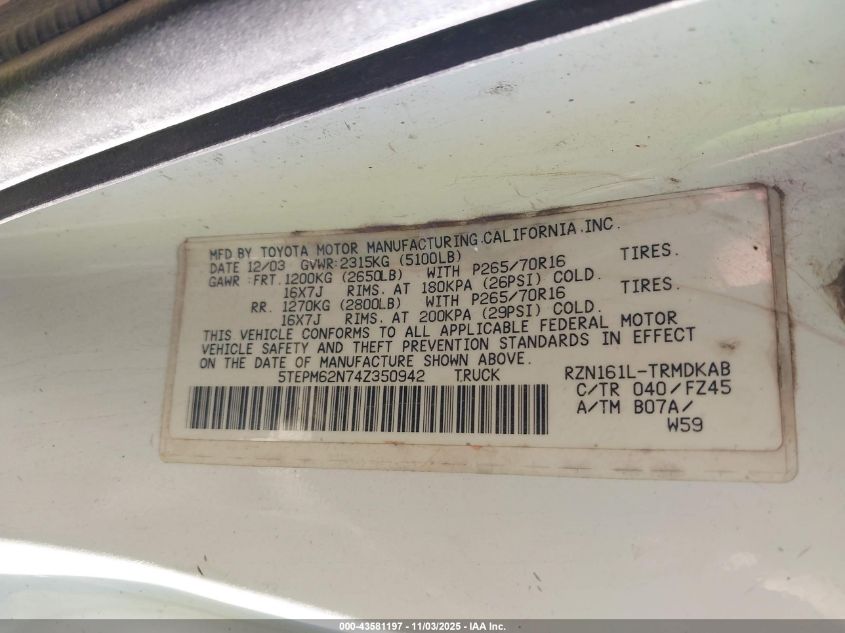 MFD BY TOYOTA MOTOR MANUFACTURING, CALIFORNIA, INC.
DATE 12/03 GVWR: 2315KG (5100LB)
GAWR : FRT. 1200KG (2650LB) WITH P265/70R16 TIRES.
16X7J RIMS. AT 180KPA (26PSI) COLD.
RR. 1270KG (2800LB) WITH P265/70R16 TIRES.
16X7J RIMS. AT 200KPA (29PSI) COLD.
THIS VEHICLE CONFORMS TO ALL APPLICABLE FEDERAL MOTOR
VEHICLE SAFETY AND THEFT PREVENTION STANDARDS IN EFFECT
ON THE DATE OF MANUFACTURE SHOWN ABOVE.
5TEPM62N74Z350942 TRUCK RZN161L-TRMDKAB
C/TR 040/FZ45
A/TM B07A/
W59
000-43581197 - 11/03/2025 - IAA Inc.